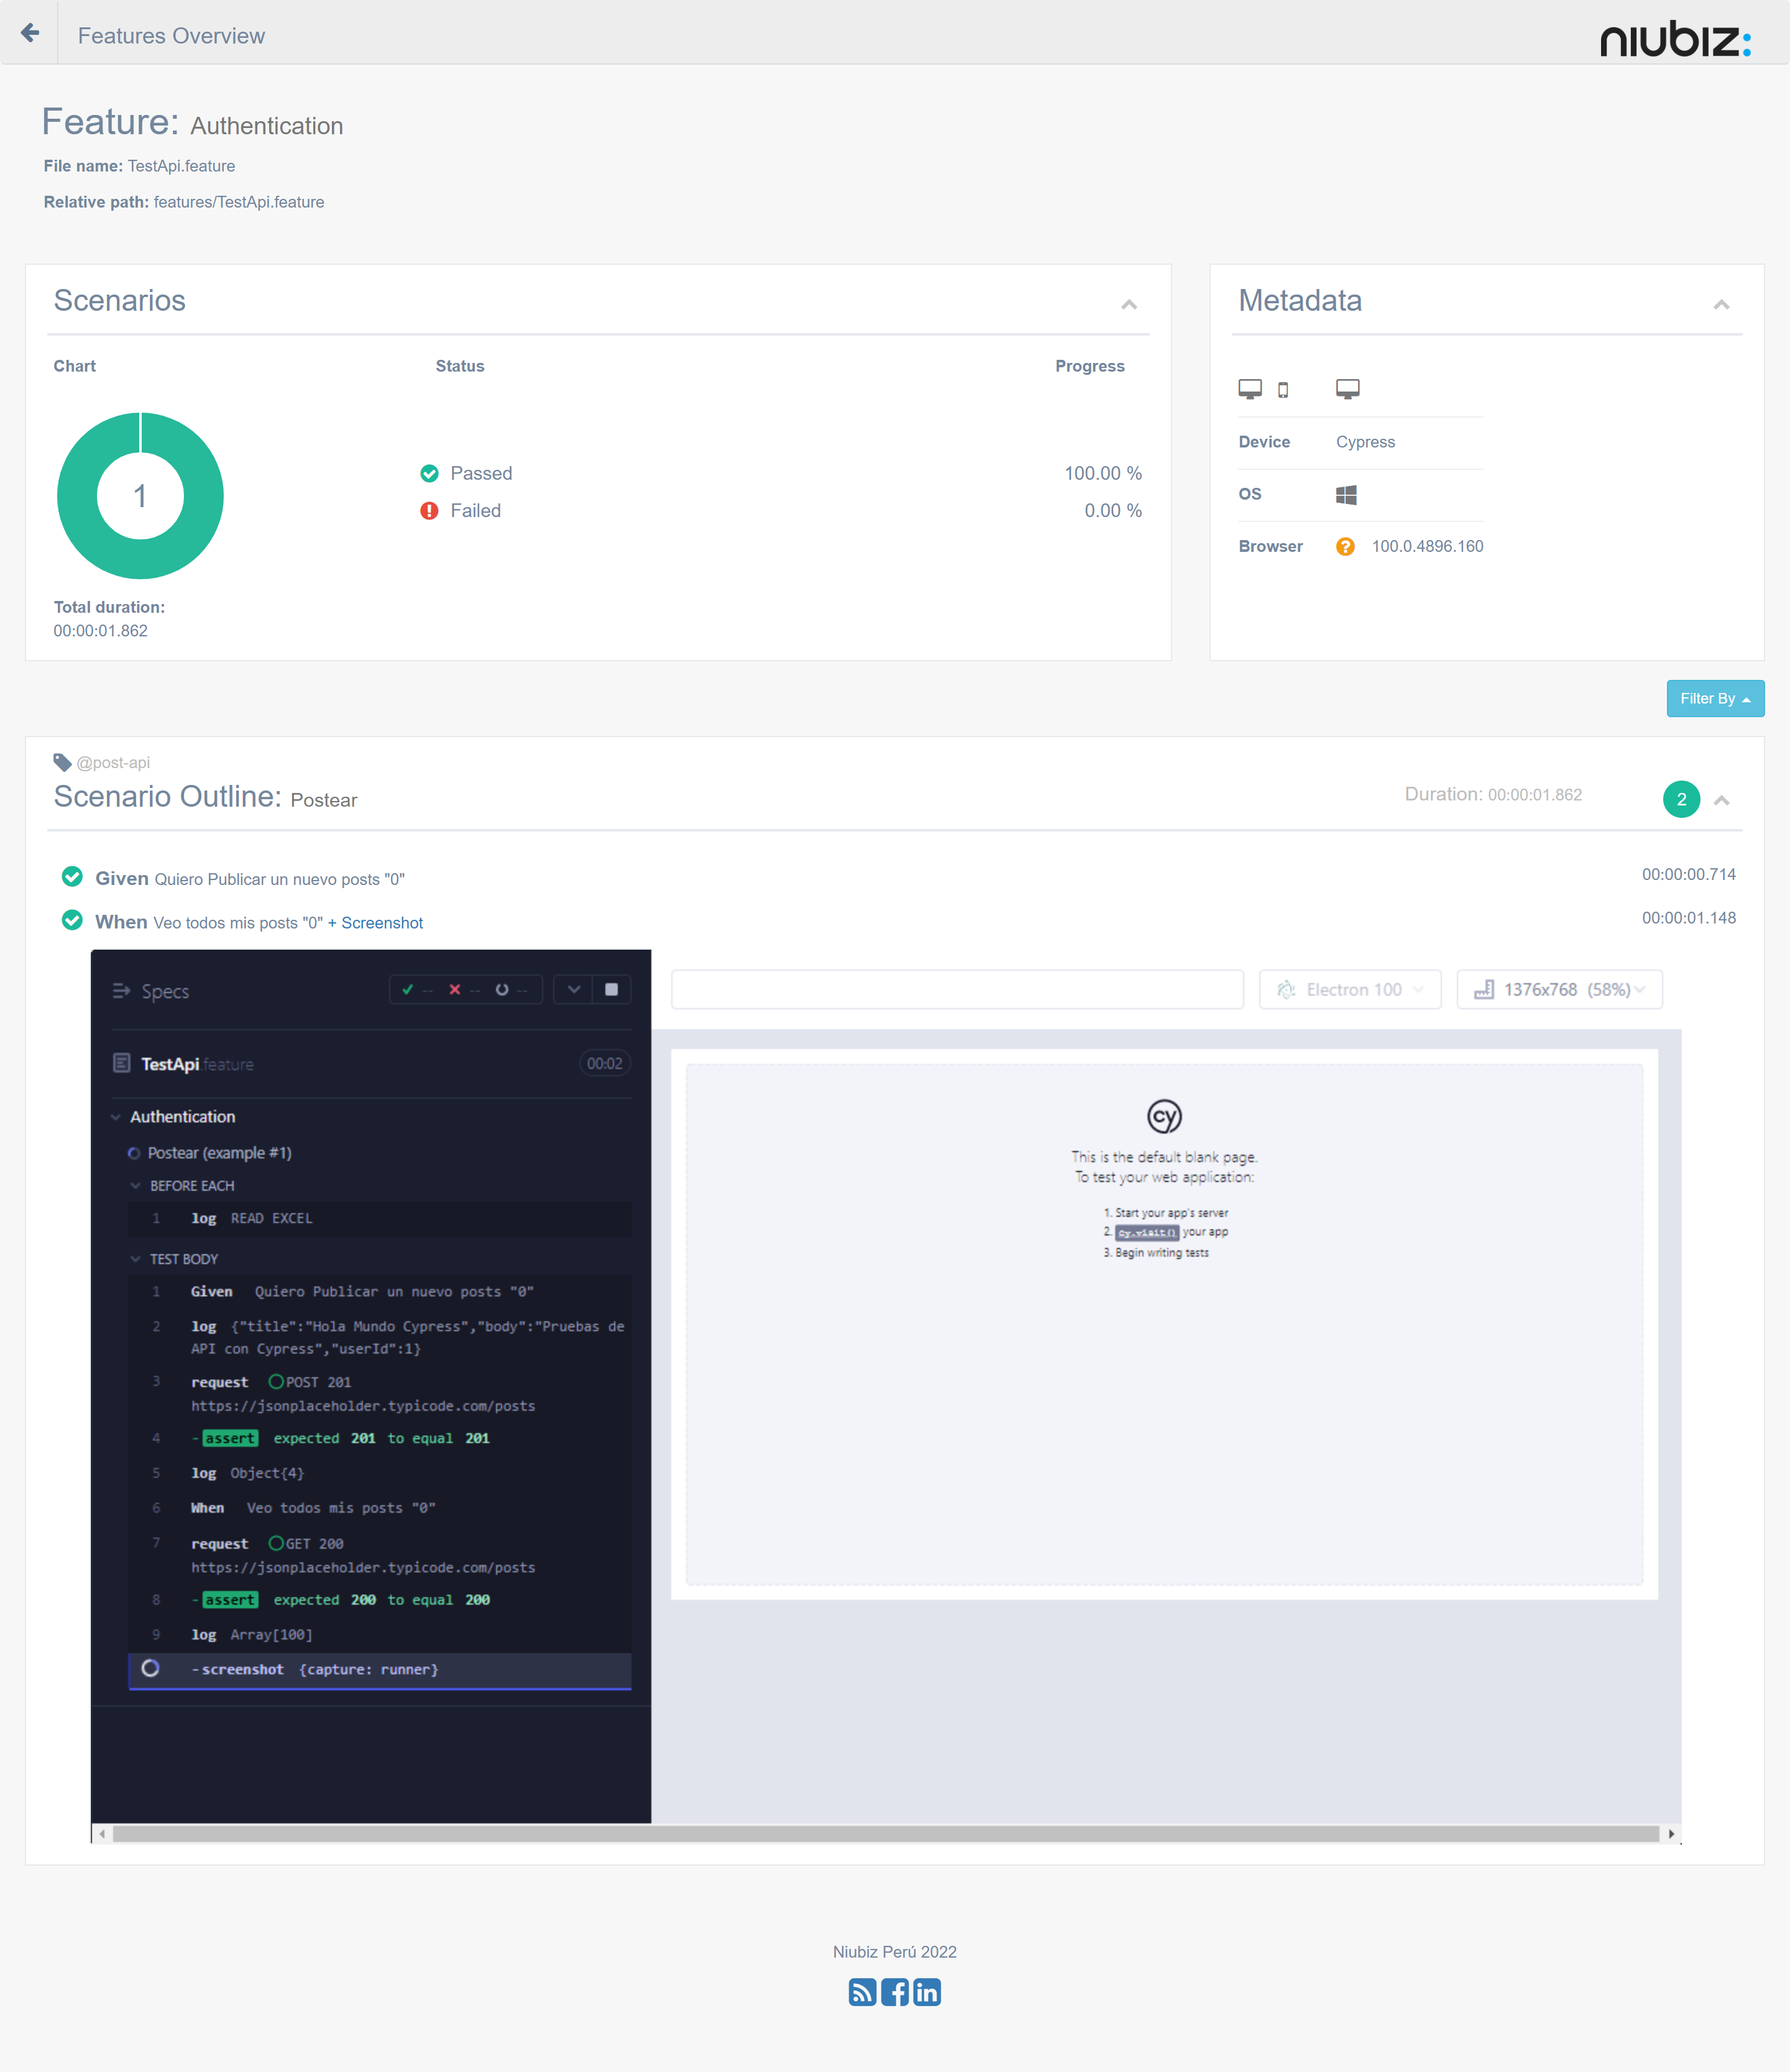 Features Overview
niubiz:
Feature: Authentication
File name: TestApi.feature
Relative path: features/TestApi.feature
Scenarios
Chart Status Progress
1
Passed 100.00 %
Failed 0.00 %
Total duration:
00:00:01.862
Metadata
Device Cypress
OS
Browser 100.0.4896.160
Filter By
@post-api
Scenario Outline: Postear Duration: 00:00:01.862 2
Given Quiero Publicar un nuevo posts "0" 00:00:00.714
When Veo todos mis posts "0" + Screenshot 00:00:01.148
Specs -- -- --
TestApi.feature 00:02
Authentication
Postear (example #1)
BEFORE EACH
1 log READ EXCEL
TEST BODY
1 Given Quiero Publicar un nuevo posts "0"
2 log {"title":"Hola Mundo Cypress","body":"Pruebas de
API con Cypress","userId":1}
3 request POST 201
https://jsonplaceholder.typicode.com/posts
4 -assert expected 201 to equal 201
5 log Object{4}
6 When Veo todos mis posts "0"
7 request GET 200
https://jsonplaceholder.typicode.com/posts
8 -assert expected 200 to equal 200
9 log Array[100]
-screenshot {capture: runner}
Electron 100
1376x768 (58%)
cy
This is the default blank page.
To test your web application:
1. Start your app's server
2. cy.visit() your app
3. Begin writing tests
Niubiz Perú 2022